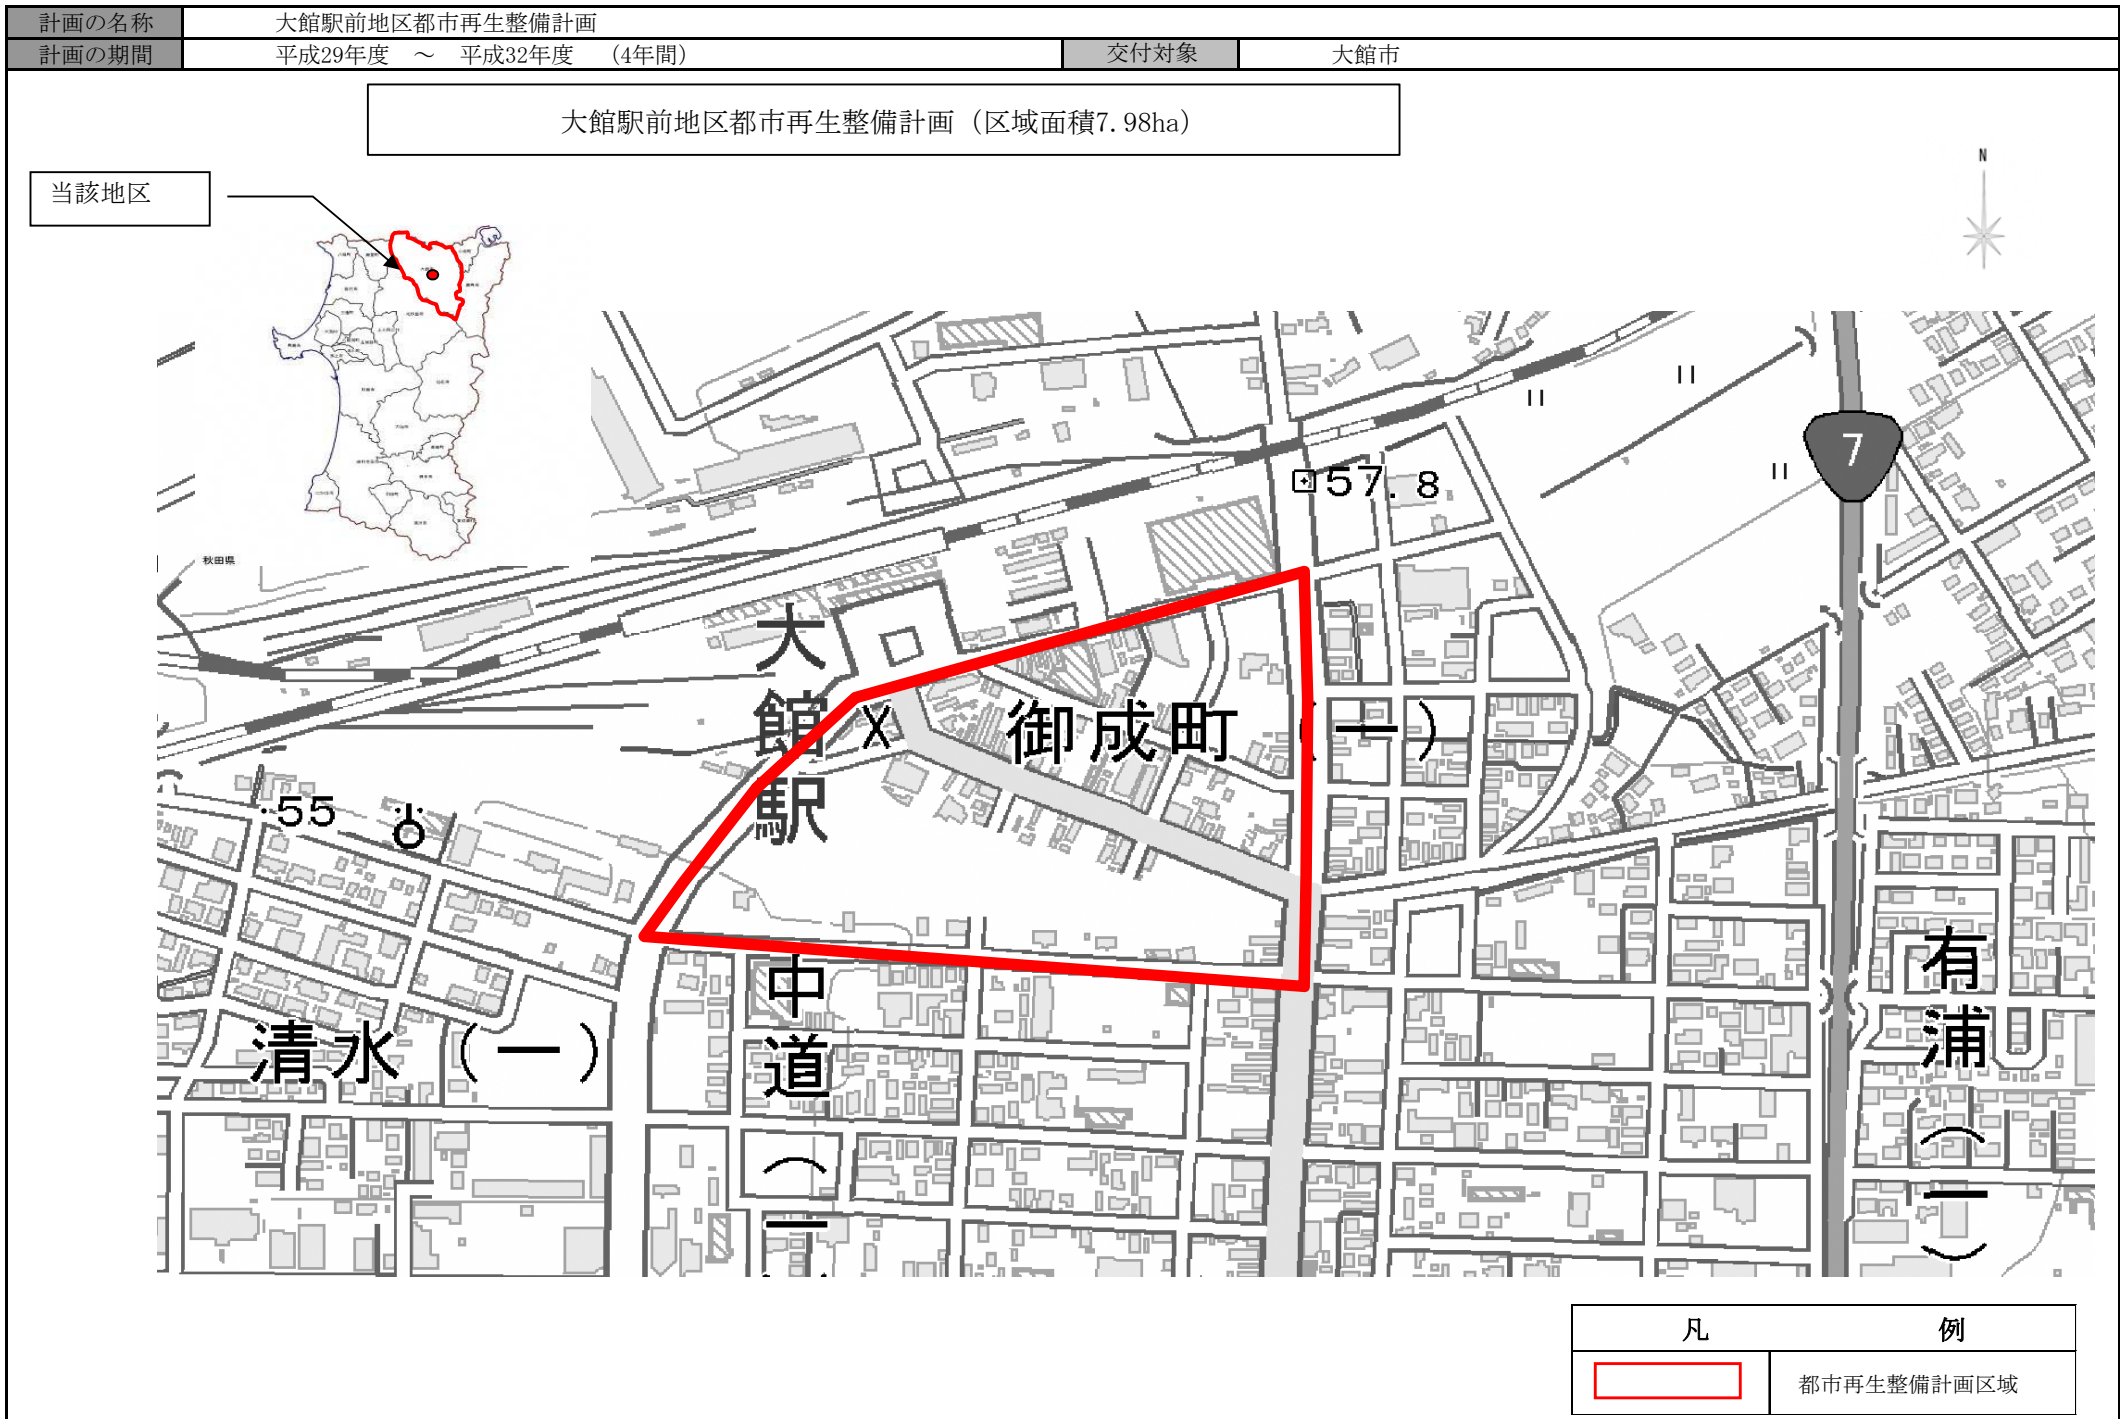 計画の名称 大館駅前地区都市再生整備計画
計画の期間 平成29年度 ～ 平成32年度 （4年間） 交付対象 大館市
大館駅前地区都市再生整備計画（区域面積7.98ha）
当該地区
N
秋田県
7
57.8
大館駅
御成町（一）
55
清水（一）
中道（一
有浦（一）
凡 例
都市再生整備計画区域